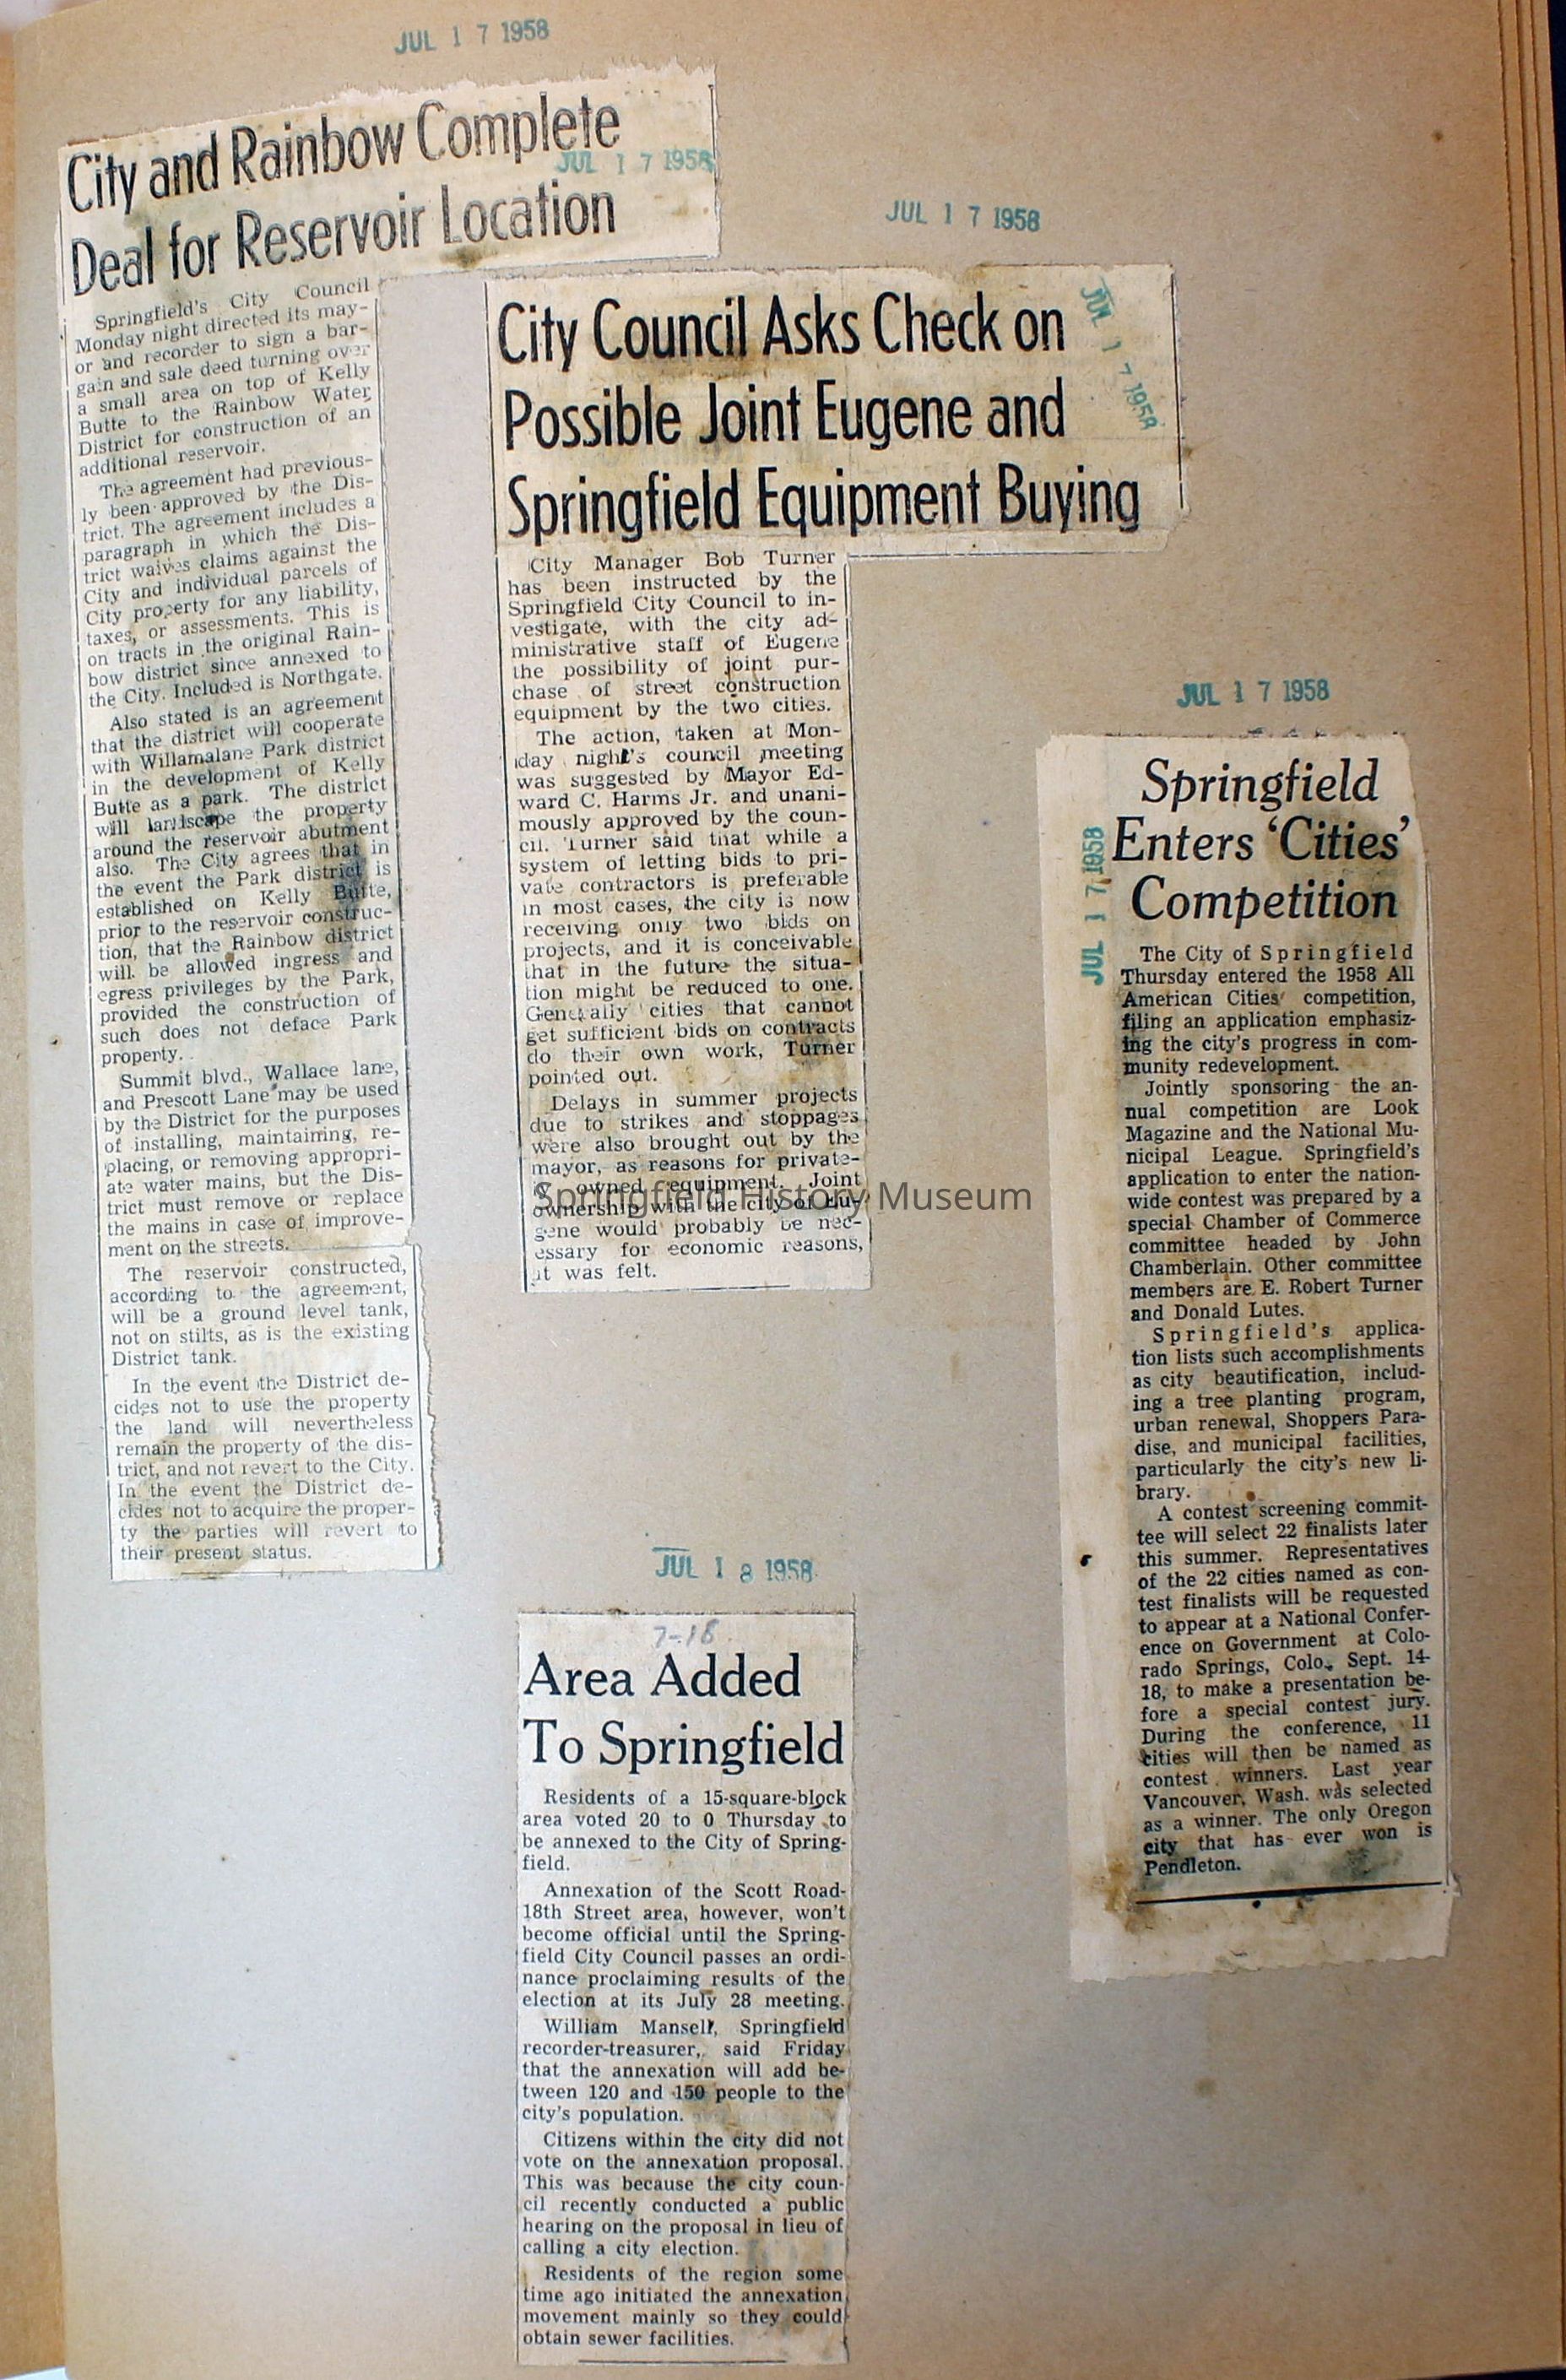 JUL 17 1958
City and Rainbow Complete
Deal for Reservoir Location
JUL 17 1958
Springfield's City Council
Monday night directed its may-
or and recorder to sign a bar-
gain and sale deed turning over
a small area on top of Kelly
Butte to the Rainbow Water
District for construction of an
additional reservoir.
The agreement had previous-
ly been approved by the Dis-
trict. The agreement includes a
paragraph in which the Dis-
trict waives claims against the
City and individual parcels of
City property for any liability,
taxes, or assessments. This is
on tracts in the original Rain-
bow district since annexed to
the City. Included is Northgate.
Also stated is an agreement
that the district will cooperate
with Willamalane Park district
in the development of Kelly
Butte as a park. The district
will landscape the property
around the reservoir abutment
also. The City agrees that in
the event the Park district is
established on Kelly Butte,
prior to the reservoir construc-
tion, that the Rainbow district
will be allowed ingress and
egress privileges by the Park,
provided the construction of
such does not deface Park
property.
Summit blvd., Wallace lane,
and Prescott Lane may be used
by the District for the purposes
of installing, maintaining, re-
placing, or removing appropri-
ate water mains, but the Dis-
trict must remove or replace
the mains in case of improve-
ment on the streets.
The reservoir constructed,
according to the agreement,
will be a ground level tank,
not on stilts, as is the existing
District tank.
In the event the District de-
cides not to use the property
the land will nevertheless
remain the property of the dis-
trict, and not revert to the City.
In the event the District de-
cides not to acquire the proper-
ty the parties will revert to
their present status.
JUL 17 1958
City Council Asks Check on
Possible Joint Eugene and
Springfield Equipment Buying
JUL 17 1958
City Manager Bob Turner
has been instructed by the
Springfield City Council to in-
vestigate, with the city ad-
ministrative staff of Eugene
the possibility of joint pur-
chase of street construction
equipment by the two cities.
The action, taken at Mon-
day night's council meeting
was suggested by Mayor Ed-
ward C. Harms Jr. and unani-
mously approved by the coun-
cil. Turner said that while a
system of letting bids to pri-
vate contractors is preferable
in most cases, the city is now
receiving only two bids on
projects, and it is conceivable
that in the future the situa-
tion might be reduced to one.
Generally cities that cannot
get sufficient bids on contracts
do their own work, Turner
pointed out.
Delays in summer projects
due to strikes and stoppages
were also brought out by the
mayor, as reasons for private-
owned equipment. Joint
ownership with the city of Eu-
gene would probably be nec-
essary for economic reasons,
it was felt.
Springfield History Museum
JUL 17 1958
Springfield
Enters 'Cities'
Competition
JUL 17 1958
The City of Springfield
Thursday entered the 1958 All
American Cities competition,
filing an application emphasiz-
ing the city's progress in com-
munity redevelopment.
Jointly sponsoring the an-
nual competition are Look
Magazine and the National Mu-
nicipal League. Springfield's
application to enter the nation-
wide contest was prepared by a
special Chamber of Commerce
committee headed by John
Chamberlain. Other committee
members are E. Robert Turner
and Donald Lutes.
Springfield's applica-
tion lists such accomplishments
as city beautification, includ-
ing a tree planting program,
urban renewal, Shoppers Para-
dise, and municipal facilities,
particularly the city's new li-
brary.
A contest screening commit-
tee will select 22 finalists later
this summer. Representatives
of the 22 cities named as con-
test finalists will be requested
to appear at a National Confer-
ence on Government at Colo-
rado Springs, Colo., Sept. 14-
18, to make a presentation be-
fore a special contest jury.
During the conference, 11
cities will then be named as
contest winners. Last year
Vancouver, Wash. was selected
as a winner. The only Oregon
city that has ever won is
Pendleton.
JUL 18 1958
7-18
Area Added
To Springfield
Residents of a 15-square-block
area voted 20 to 0 Thursday to
be annexed to the City of Spring-
field.
Annexation of the Scott Road-
18th Street area, however, won't
become official until the Spring-
field City Council passes an ordi-
nance proclaiming results of the
election at its July 28 meeting.
William Mansell, Springfield
recorder-treasurer, said Friday
that the annexation will add be-
tween 120 and 150 people to the
city's population.
Citizens within the city did not
vote on the annexation proposal.
This was because the city coun-
cil recently conducted a public
hearing on the proposal in lieu of
calling a city election.
Residents of the region some
time ago initiated the annexation
movement mainly so they could
obtain sewer facilities.